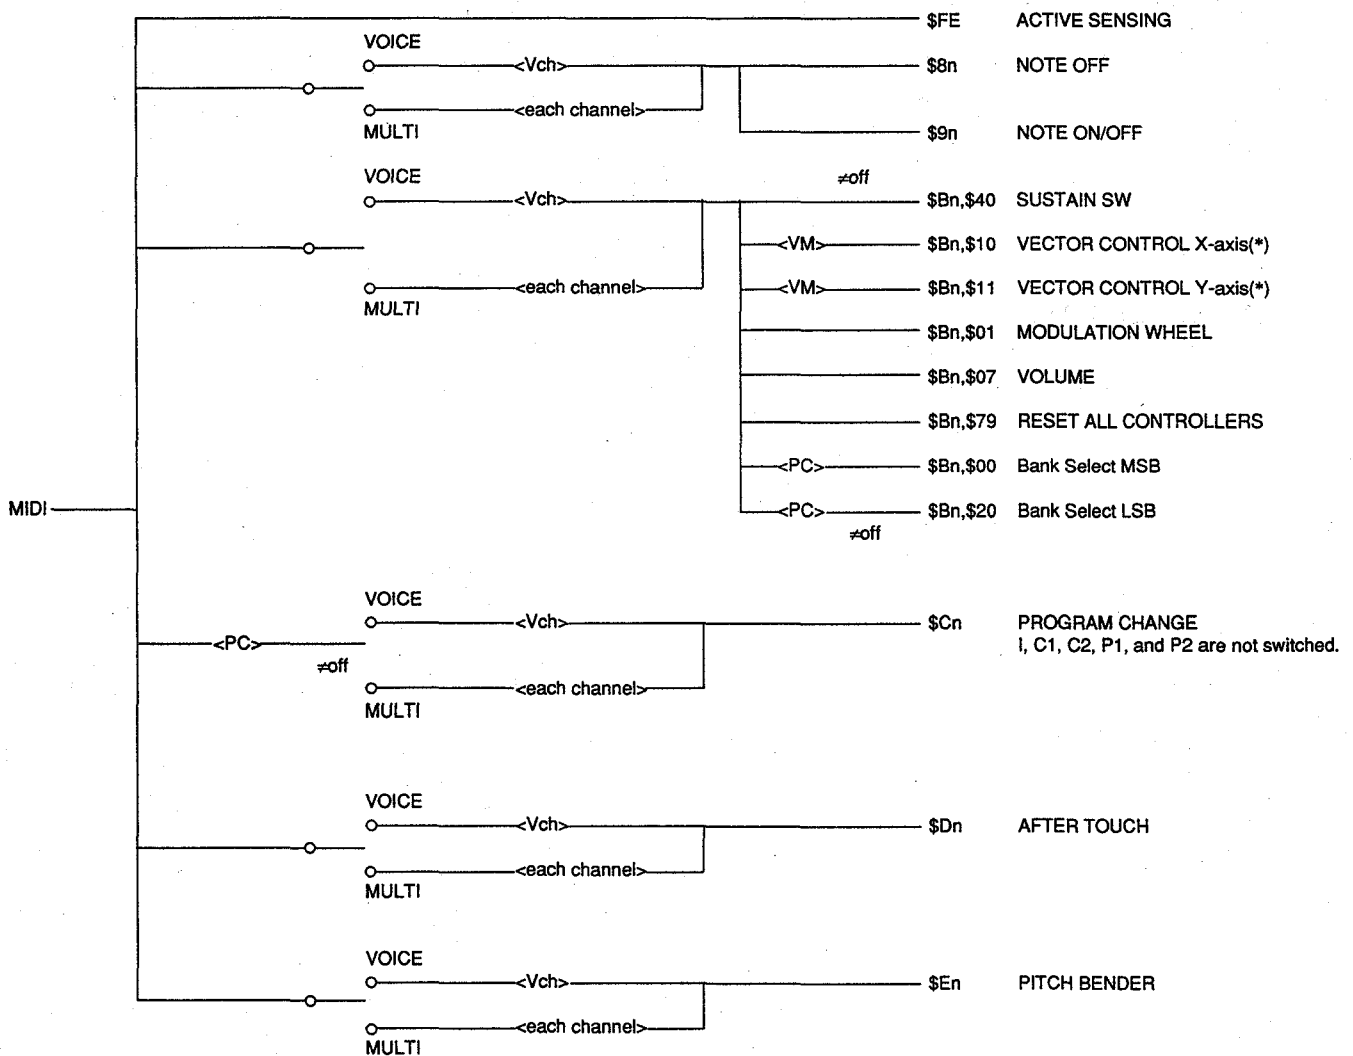 $FE ACTIVE SENSING
VOICE
<Vch> $8n NOTE OFF
<each channel>
MULTI
$9n NOTE ON/OFF
VOICE
≠off
<Vch> $Bn,$40 SUSTAIN SW
<VM> $Bn,$10 VECTOR CONTROL X-axis(*)
<each channel> <VM> $Bn,$11 VECTOR CONTROL Y-axis(*)
MULTI
$Bn,$01 MODULATION WHEEL
$Bn,$07 VOLUME
$Bn,$79 RESET ALL CONTROLLERS
<PC> $Bn,$00 Bank Select MSB
MIDI <PC> $Bn,$20 Bank Select LSB
≠off
VOICE
<Vch> $Cn PROGRAM CHANGE
<PC> I, C1, C2, P1, and P2 are not switched.
≠off
<each channel>
MULTI
VOICE
<Vch> $Dn AFTER TOUCH
<each channel>
MULTI
VOICE
<Vch> $En PITCH BENDER
<each channel>
MULTI